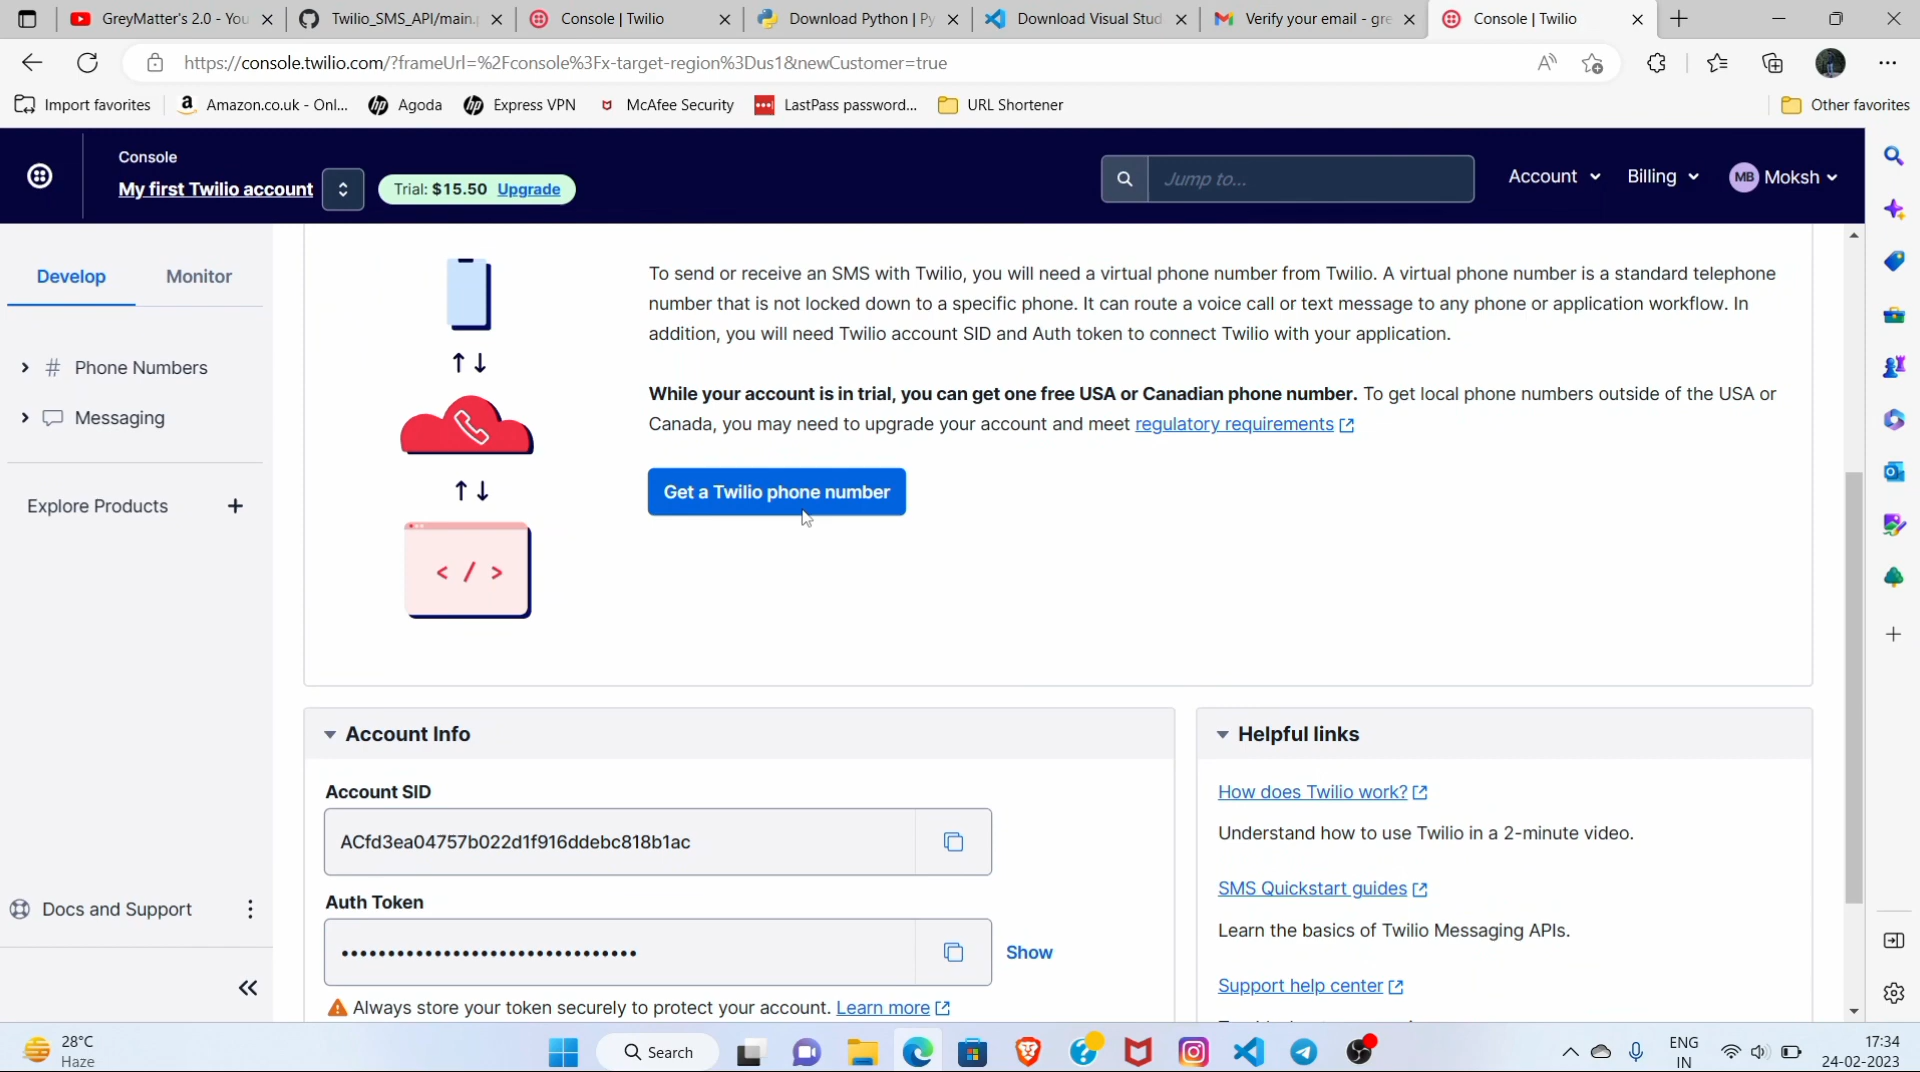 GreyMatter's 2.0 - You
Twilio_SMS_API/main.p
Console | Twilio
Download Python | Py
Download Visual Stud
Verify your email - gre
Console | Twilio
https://console.twilio.com/?frameUrl=%2Fconsole%3Fx-target-region%3Dus1&newCustomer=true
Import favorites
Amazon.co.uk - Onl...
Agoda
Express VPN
McAfee Security
LastPass password...
URL Shortener
Other favorites
Console
My first Twilio account
Trial: $15.50 Upgrade
Jump to...
Account
Billing
MB Moksh
Develop
Monitor
# Phone Numbers
Messaging
Explore Products +
Docs and Support
To send or receive an SMS with Twilio, you will need a virtual phone number from Twilio. A virtual phone number is a standard telephone
number that is not locked down to a specific phone. It can route a voice call or text message to any phone or application workflow. In
addition, you will need Twilio account SID and Auth token to connect Twilio with your application.
While your account is in trial, you can get one free USA or Canadian phone number. To get local phone numbers outside of the USA or
Canada, you may need to upgrade your account and meet regulatory requirements
Get a Twilio phone number
< / >
Account Info
Account SID
ACfd3ea04757b022d1f916ddebc818b1ac
Auth Token
••••••••••••••••••••••••••••••••
Show
Always store your token securely to protect your account. Learn more
Helpful links
How does Twilio work?
Understand how to use Twilio in a 2-minute video.
SMS Quickstart guides
Learn the basics of Twilio Messaging APIs.
Support help center
28°C
Haze
Search
ENG
IN
17:34
24-02-2023